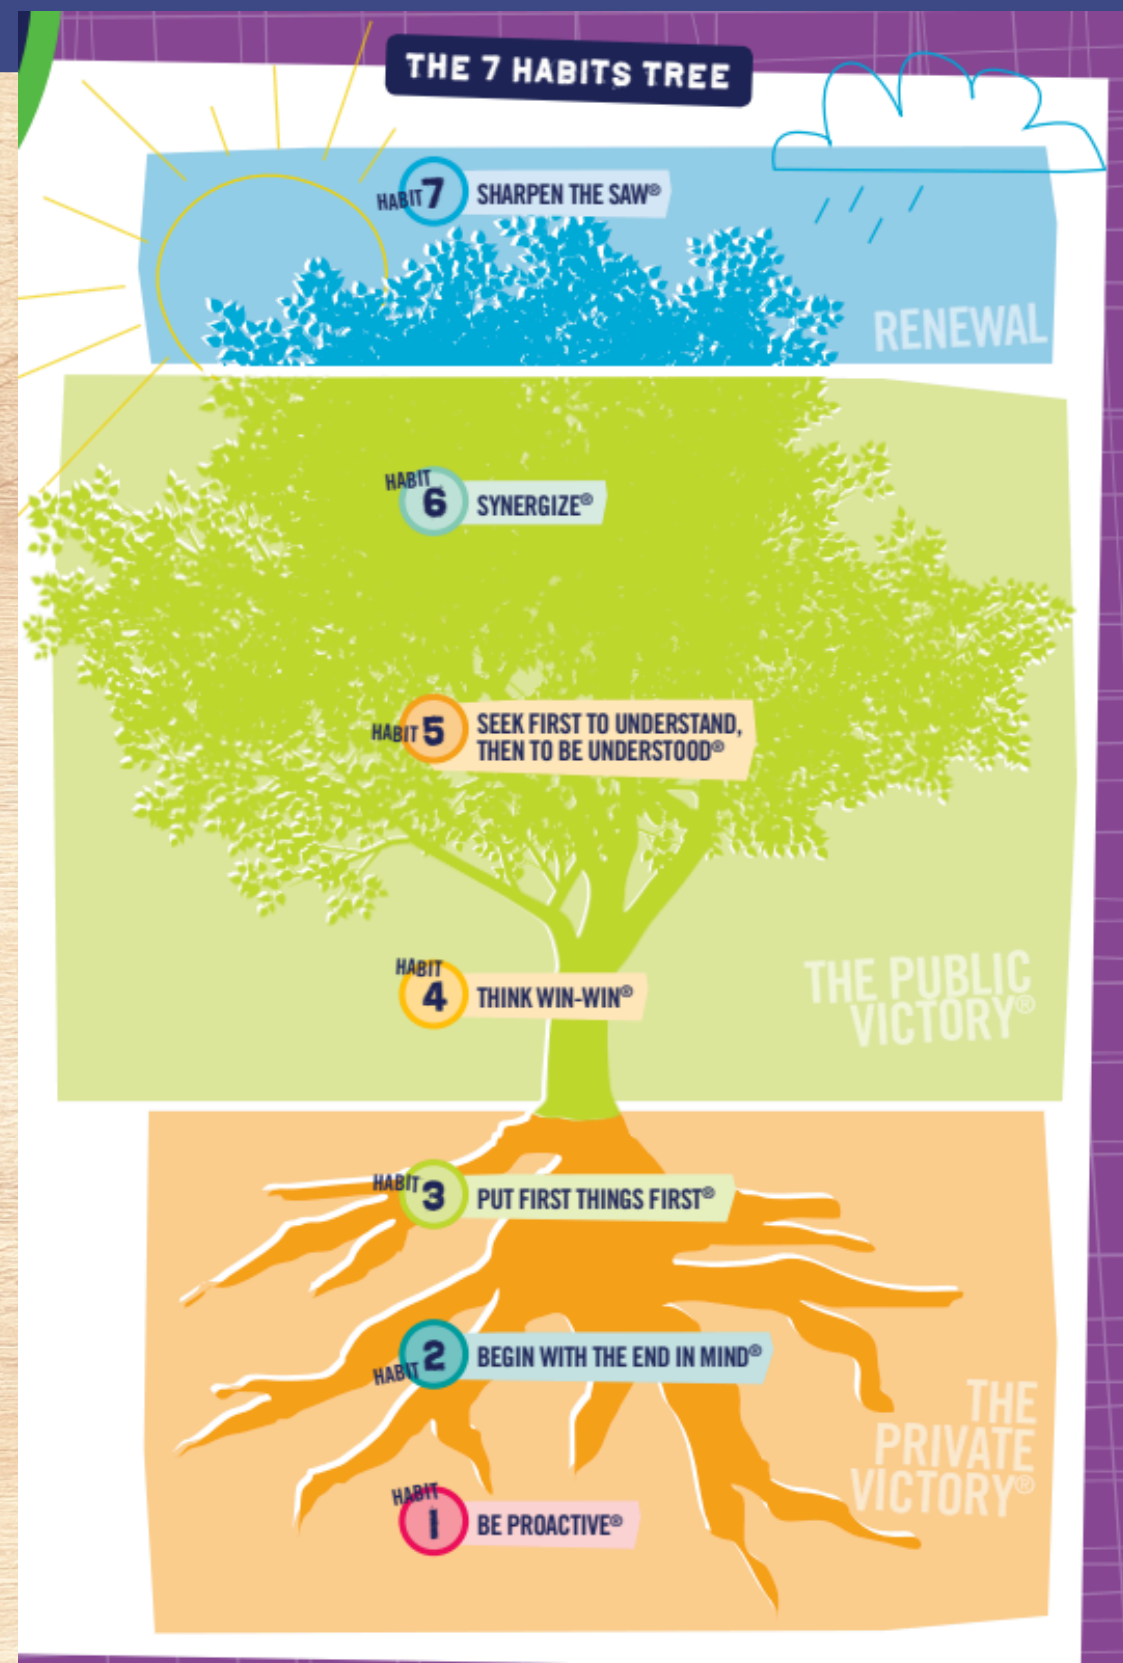 THE 7 HABITS TREE
HABIT 7 SHARPEN THE SAW®
RENEWAL
HABIT 6 SYNERGIZE®
HABIT 5 SEEK FIRST TO UNDERSTAND,
THEN TO BE UNDERSTOOD®
HABIT 4 THINK WIN-WIN®
THE PUBLIC
VICTORY®
HABIT 3 PUT FIRST THINGS FIRST®
HABIT 2 BEGIN WITH THE END IN MIND®
THE
PRIVATE
VICTORY®
HABIT 1 BE PROACTIVE®